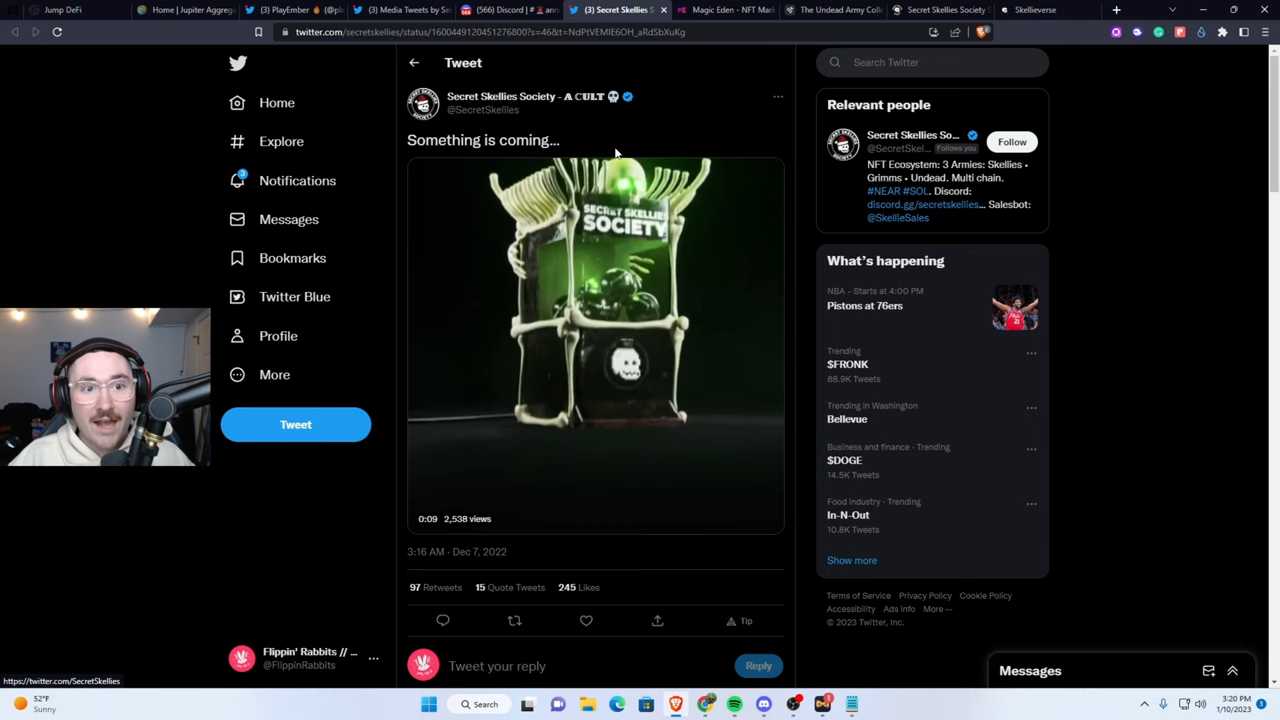 Jump DeFi
Home | Jupiter Aggreg
(3) PlayEmber 🔥 (@pl
(3) Media Tweets by Se
(566) Discord | #
(3) Secret Skellies S
Magic Eden - NFT Mark
The Undead Army Coll
Secret Skellies Society
Skellieverse
twitter.com/secretskellies/status/1600449120451276800?s=46&t=NdPtVEMIE6OH_aRdSbXuKg
Tweet
Search Twitter
Home
Explore
3
Notifications
Messages
Bookmarks
Twitter Blue
Profile
More
Tweet
Secret Skellies Society - A CULT 💀
@SecretSkellies
Something is coming...
SECRET SKELLIES
SOCIETY
0:09 2,538 views
3:16 AM · Dec 7, 2022
97 Retweets 15 Quote Tweets 245 Likes
Tip
Tweet your reply
Reply
Relevant people
Secret Skellies So...
@SecretSkel... Follows you
Follow
NFT Ecosystem: 3 Armies: Skellies •
Grimms • Undead. Multi chain.
#NEAR #SOL. Discord:
discord.gg/secretskellies... Salesbot:
@SkellieSales
What's happening
NBA · Starts at 4:00 PM
Pistons at 76ers
Trending
$FRONK
88.9K Tweets
Trending in Washington
Bellevue
Business and finance · Trending
$DOGE
14.5K Tweets
Food industry · Trending
In-N-Out
10.8K Tweets
Show more
Terms of Service Privacy Policy Cookie Policy
Accessibility Ads info More ...
© 2023 Twitter, Inc.
Flippin' Rabbits // ...
@FlippinRabbits
Messages
https://twitter.com/SecretSkellies
52°F
Sunny
Search
3:20 PM
1/10/2023